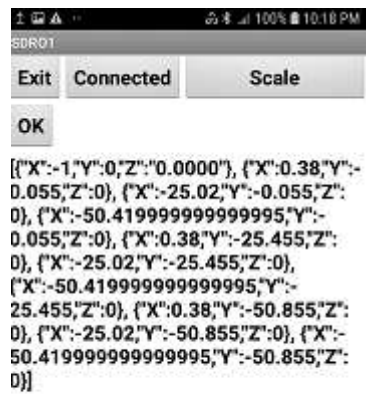 100% 10:18 PM
SDRO1
Exit Connected Scale
OK
[{"X":-1,"Y":0,"Z":"0.0000"}, {"X":0.38,"Y":-
0.055,"Z":0}, {"X":-25.02,"Y":-0.055,"Z":
0}, {"X":-50.419999999999995,"Y":-
0.055,"Z":0}, {"X":0.38,"Y":-25.455,"Z":
0}, {"X":-25.02,"Y":-25.455,"Z":0},
{"X":-50.419999999999995,"Y":-
25.455,"Z":0}, {"X":0.38,"Y":-50.855,"Z":
0}, {"X":-25.02,"Y":-50.855,"Z":0}, {"X":-
50.419999999999995,"Y":-50.855,"Z":
0}]